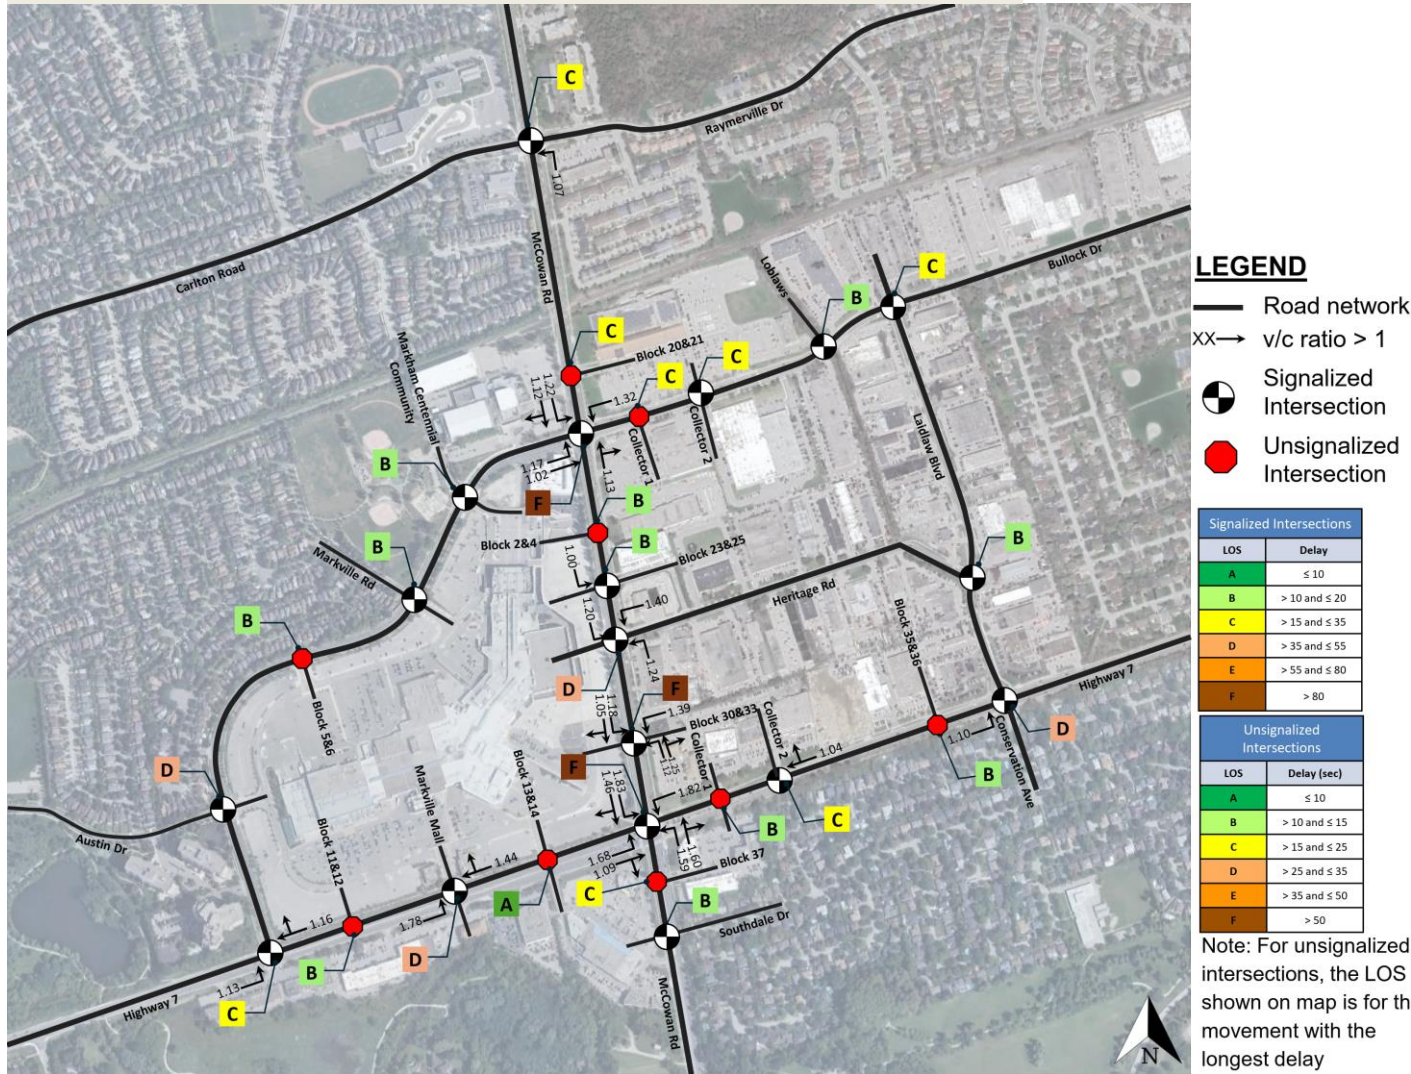 C
Raymerville Dr
1.07
Carlton Road
McCowan Rd
Bullock Dr
Loblaws
C
B
C
Block 20&21
C
C
Markham Centennial
Community
1.22
1.12
1.32
Collector 1
Collector 2
Laidlaw Blvd
1.17
1.02
1.13
B
F
B
Block 2&4
B
Block 23&25
B
Markville Rd
B
1.00
1.20
1.40
Heritage Rd
B
Block 35&36
1.24
D
F
Block 5&6
1.18
1.05
1.39
Block 30&33
1.25
1.12
Collector 1
Collector 2
1.04
1.10
Highway 7
Conservation Ave
D
B
D
Austin Dr
F
1.83
1.46
1.82
B
C
Block 11&12
Markville Mall
Block 13&14
1.44
1.68
1.09
1.60
1.59
Block 37
C
A
B
Southdale Dr
1.16
1.78
D
B
1.13
C
Highway 7
McCowan Rd
N
LEGEND
Road network
XX v/c ratio > 1
Signalized
Intersection
Unsignalized
Intersection
Signalized Intersections
LOS Delay
A ≤ 10
B > 10 and ≤ 20
C > 15 and ≤ 35
D > 35 and ≤ 55
E > 55 and ≤ 80
F > 80
Unsignalized
Intersections
LOS Delay (sec)
A ≤ 10
B > 10 and ≤ 15
C > 15 and ≤ 25
D > 25 and ≤ 35
E > 35 and ≤ 50
F > 50
Note: For unsignalized
intersections, the LOS
shown on map is for th
movement with the
longest delay